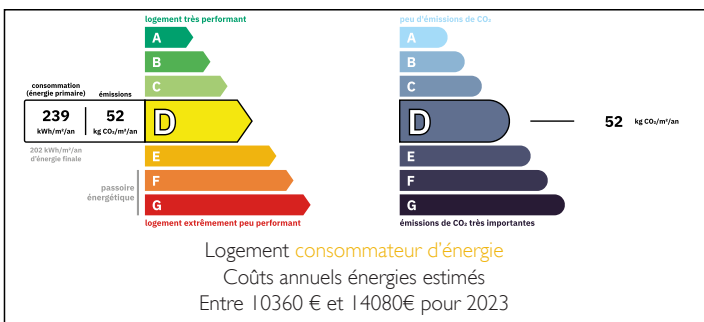 logement très performant
A
B
C
consommation
(énergie primaire)
émissions
239
kWh/m²/an
52
kg CO₂/m²/an
D
202 kWh/m²/an
d'énergie finale
E
F
G
passoire
énergétique
logement extrêmement peu performant
peu d'émissions de CO₂
A
B
C
D
52 kg CO₂/m²/an
E
F
G
émissions de CO₂ très importantes
Logement consommateur d'énergie
Coûts annuels énergies estimés
Entre 10360 € et 14080€ pour 2023